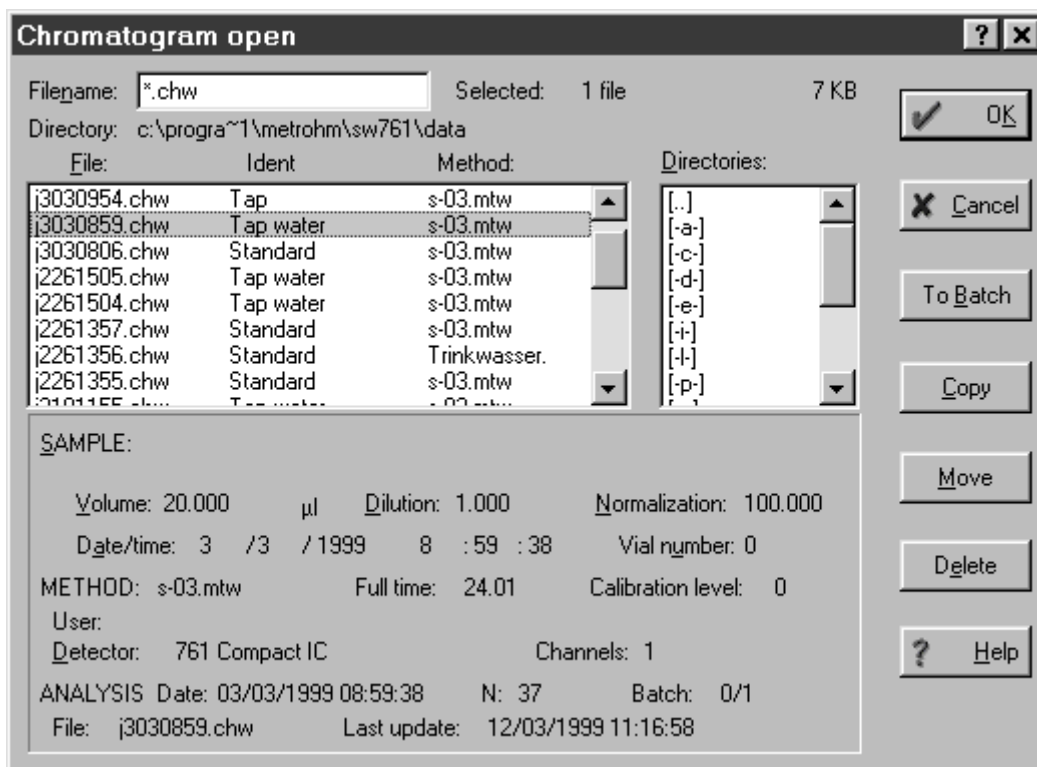 Chromatogram open
Filename: *.chw Selected: 1 file 7 KB
Directory: c:\progra~1\metrohm\sw761\data
File: Ident Method: Directories:
j3030954.chw Tap s-03.mtw [..]
j3030859.chw Tap water s-03.mtw [-a-]
j3030806.chw Standard s-03.mtw [-c-]
j2261505.chw Tap water s-03.mtw [-d-]
j2261504.chw Tap water s-03.mtw [-e-]
j2261357.chw Standard s-03.mtw [-i-]
j2261356.chw Standard Trinkwasser. [-l-]
j2261355.chw Standard s-03.mtw [-p-]
OK
Cancel
To Batch
Copy
Move
Delete
? Help
SAMPLE:
Volume: 20.000 µl Dilution: 1.000 Normalization: 100.000
Date/time: 3 /3 / 1999 8 : 59 : 38 Vial number: 0
METHOD: s-03.mtw Full time: 24.01 Calibration level: 0
User:
Detector: 761 Compact IC Channels: 1
ANALYSIS Date: 03/03/1999 08:59:38 N: 37 Batch: 0/1
File: j3030859.chw Last update: 12/03/1999 11:16:58